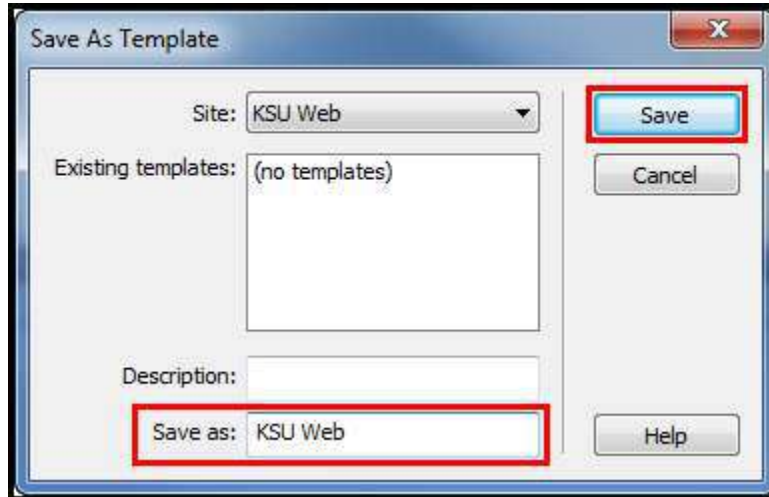 Save As Template
Site: KSU Web
Save
Existing templates: (no templates)
Cancel
Description:
Save as: KSU Web
Help